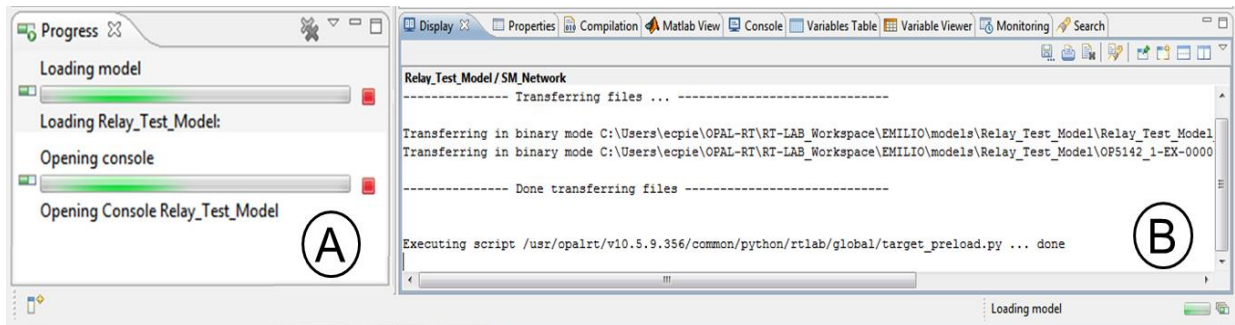 Progress
Loading model
Loading Relay_Test_Model:
Opening console
Opening Console Relay_Test_Model
A
Display Properties Compilation Matlab View Console Variables Table Variable Viewer Monitoring Search
Relay_Test_Model / SM_Network
--------------- Transferring files ... ------------------------------
Transferring in binary mode C:\Users\ecpie\OPAL-RT\RT-LAB_Workspace\EMILIO\models\Relay_Test_Model\Relay_Test_Model
Transferring in binary mode C:\Users\ecpie\OPAL-RT\RT-LAB_Workspace\EMILIO\models\Relay_Test_Model\OP5142_1-EX-0000
--------------- Done transferring files -----------------------------
Executing script /usr/opalrt/v10.5.9.356/common/python/rtlab/global/target_preload.py ... done
B
Loading model